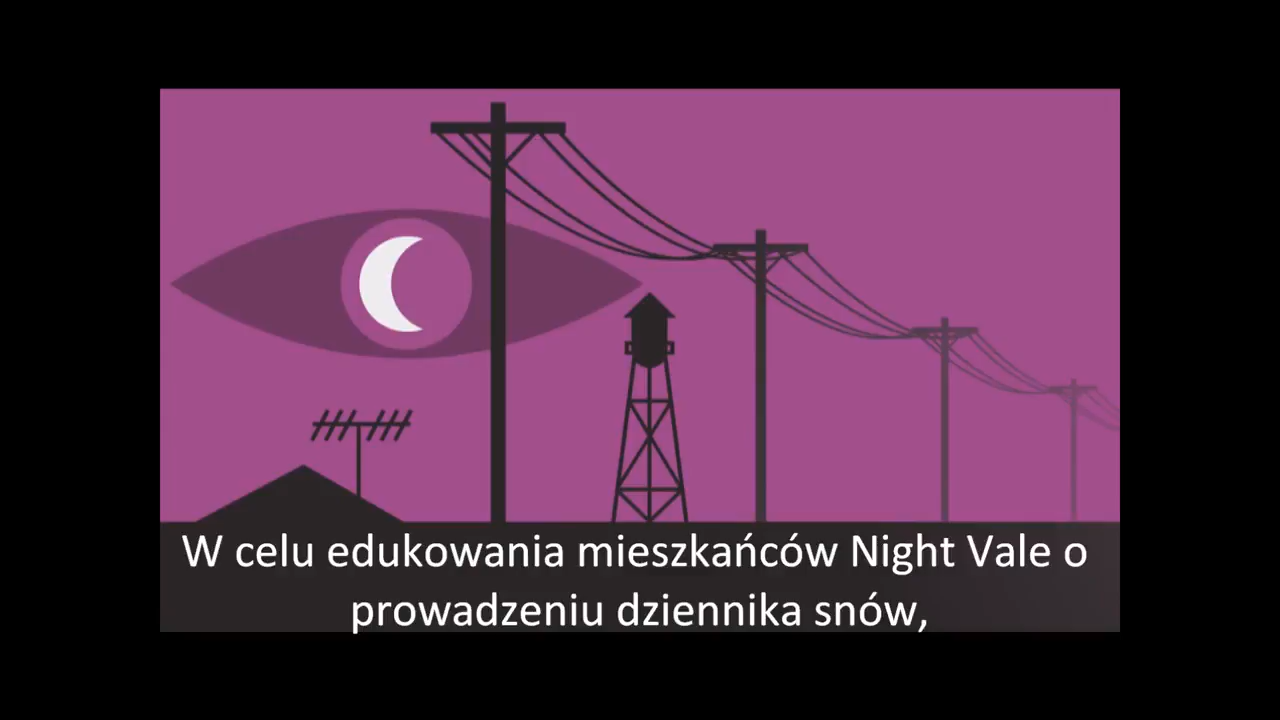 W celu edukowania mieszkańców Night Vale o
prowadzeniu dziennika snów,